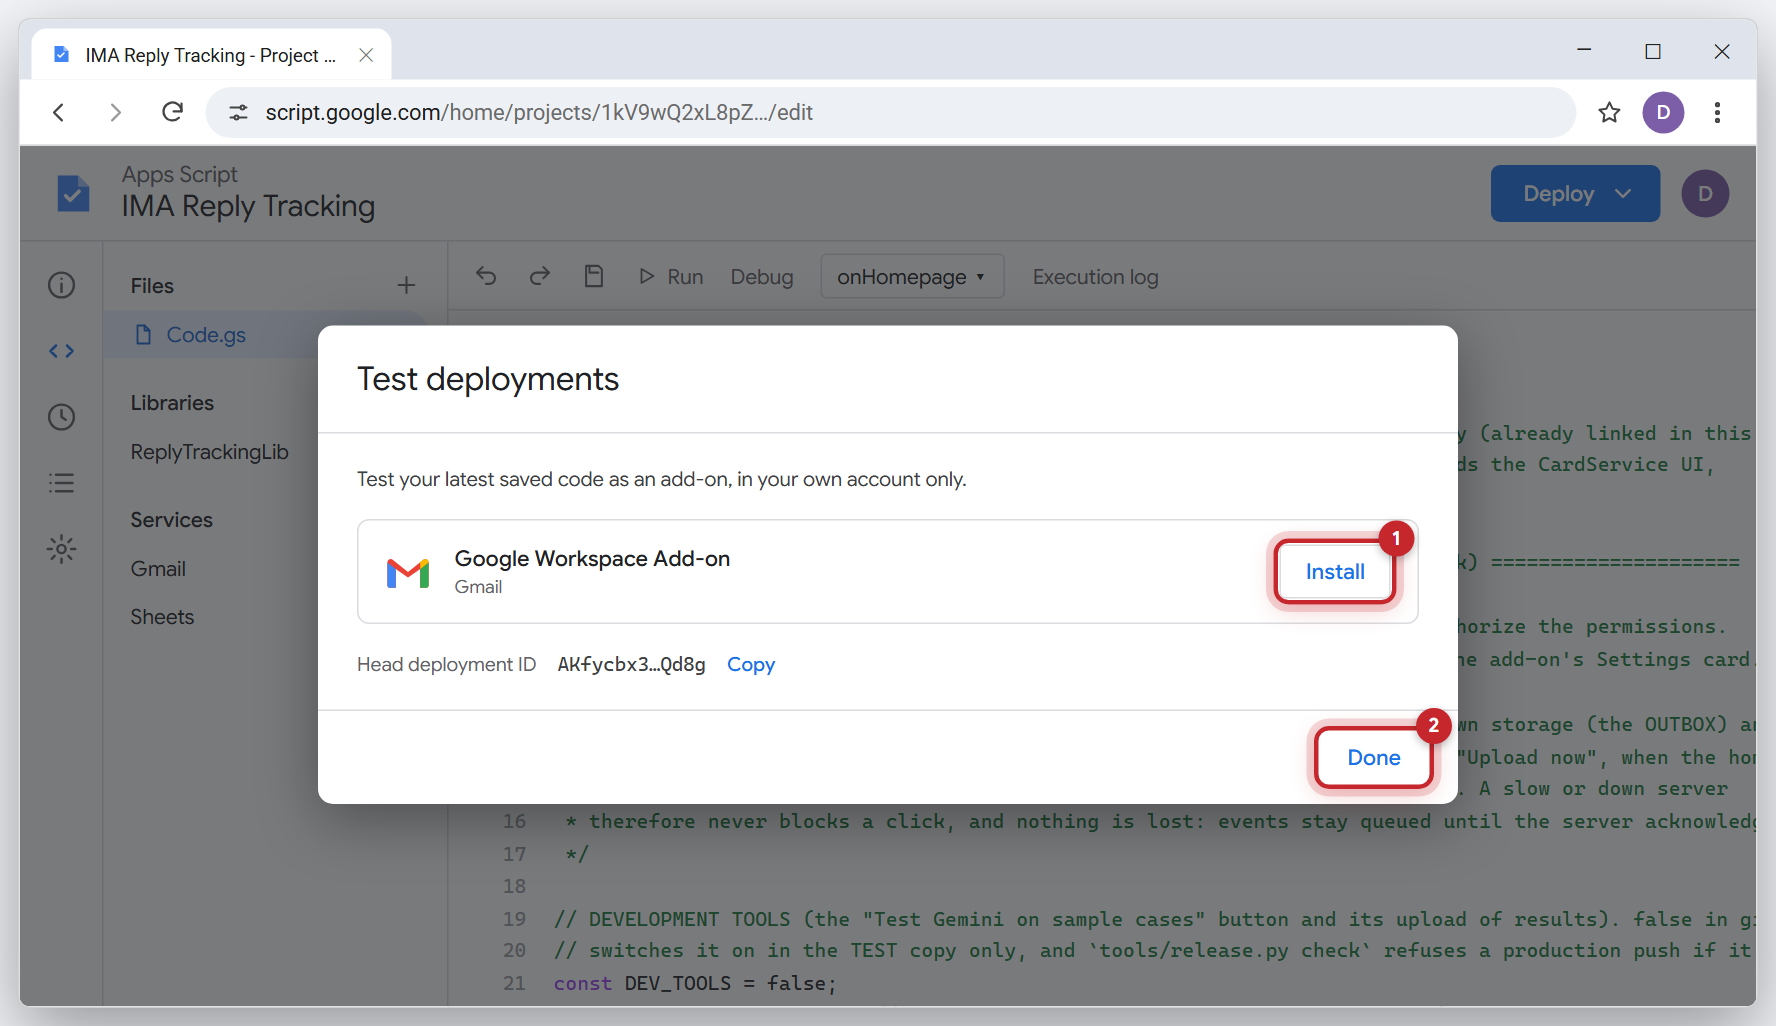 IMA Reply Tracking - Project ...
script.google.com/home/projects/1kV9wQ2xL8pZ.../edit
D
Apps Script
IMA Reply Tracking
Deploy
D
Files
Run
Debug
onHomepage
Execution log
Code.gs
Libraries
ReplyTrackingLib
Services
Gmail
Sheets
Test deployments
Test your latest saved code as an add-on, in your own account only.
Google Workspace Add-on
Gmail
1
Install
Head deployment ID AKfycbx3…Qd8g Copy
2
Done
(already linked in this
the CardService UI,
) =====================
the permissions.
add-on's Settings card.
storage (the OUTBOX)
"Upload now", when the
. A slow or down server
16 * therefore never blocks a click, and nothing is lost: events stay queued until the server
17 */
18
19 // DEVELOPMENT TOOLS (the "Test Gemini on sample cases" button and its upload of results). false in
20 // switches it on in the TEST copy only, and `tools/release.py check` refuses a production push if it
21 const DEV_TOOLS = false;